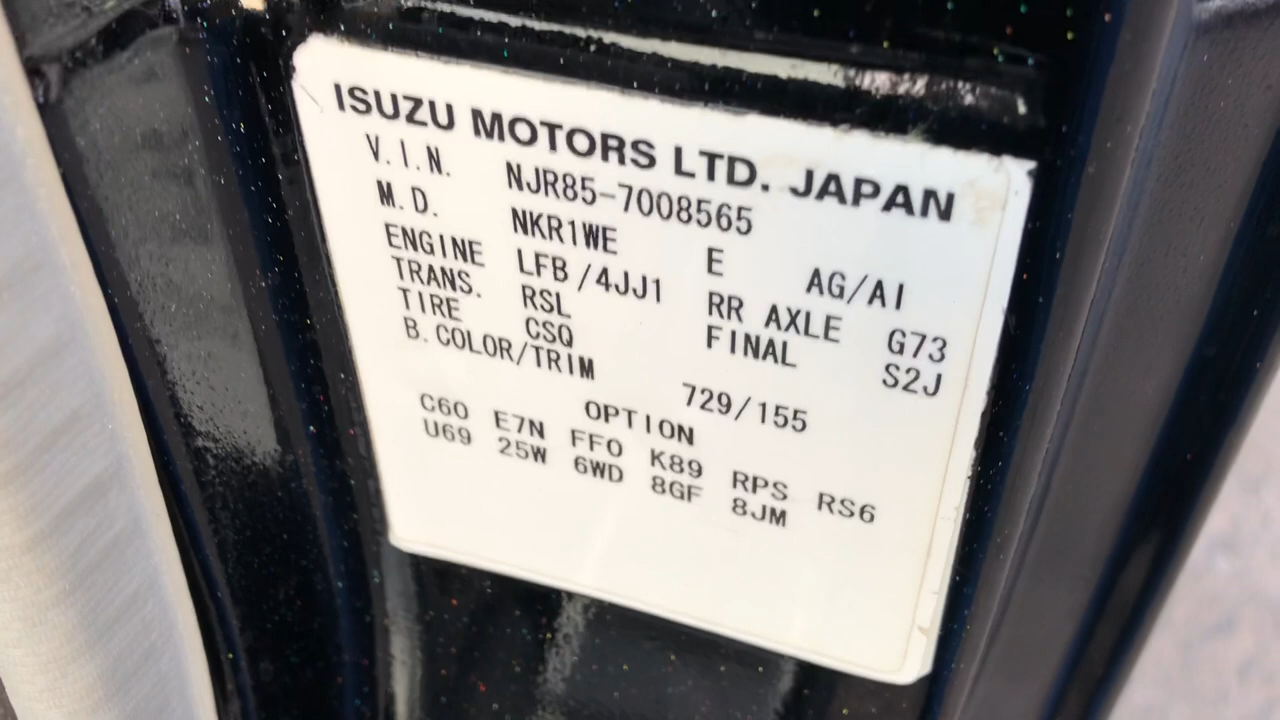 ISUZU MOTORS LTD. JAPAN
V.I.N. NJR85-7008565
M.D. NKR1WE E AG/AI
ENGINE LFB/4JJ1 RR AXLE G73
TRANS. RSL FINAL S2J
TIRE CSQ
B.COLOR/TRIM 729/155
OPTION
C60 E7N FF0 K89 RPS RS6
U69 25W 6WD 8GF 8JM